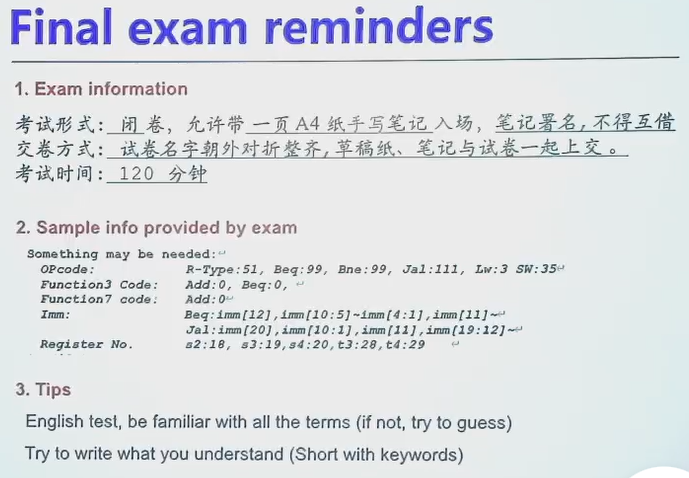 Final exam reminders
1. Exam information
考试形式: 闭 卷, 允许带 一页 A4 纸手写笔记 入场, 笔记署名, 不得互借
交卷方式: 试卷名字朝外对折整齐, 草稿纸、笔记与试卷一起上交。
考试时间: 120 分钟
2. Sample info provided by exam
Something may be needed:
OPcode: R-Type:51, Beq:99, Bne:99, Jal:111, Lw:3 SW:35
Function3 Code: Add:0, Beq:0,
Function7 code: Add:0
Imm: Beq:imm[12],imm[10:5]~imm[4:1],imm[11]~
Jal:imm[20],imm[10:1],imm[11],imm[19:12]~
Register No. s2:18, s3:19,s4:20,t3:28,t4:29
3. Tips
English test, be familiar with all the terms (if not, try to guess)
Try to write what you understand (Short with keywords)